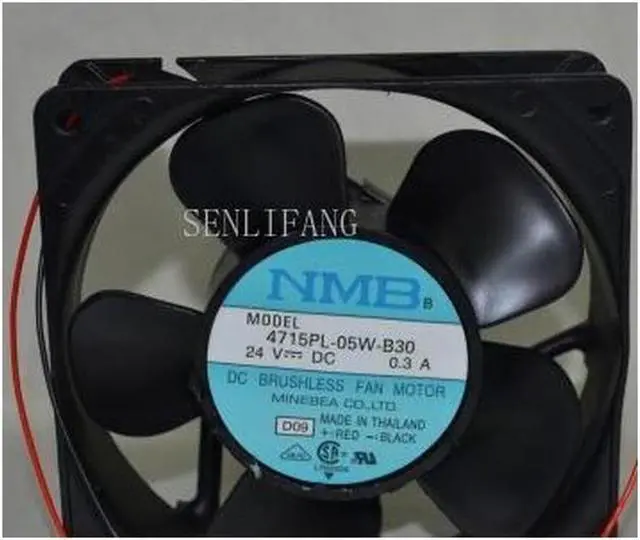 SENLIFANG
NMB B
MODEL
4715PL-05W-B30
24 V⎓ DC 0.3 A
DC BRUSHLESS FAN MOTOR
MINEBEA CO.,LTD.
D09 MADE IN THAILAND
+:RED -:BLACK